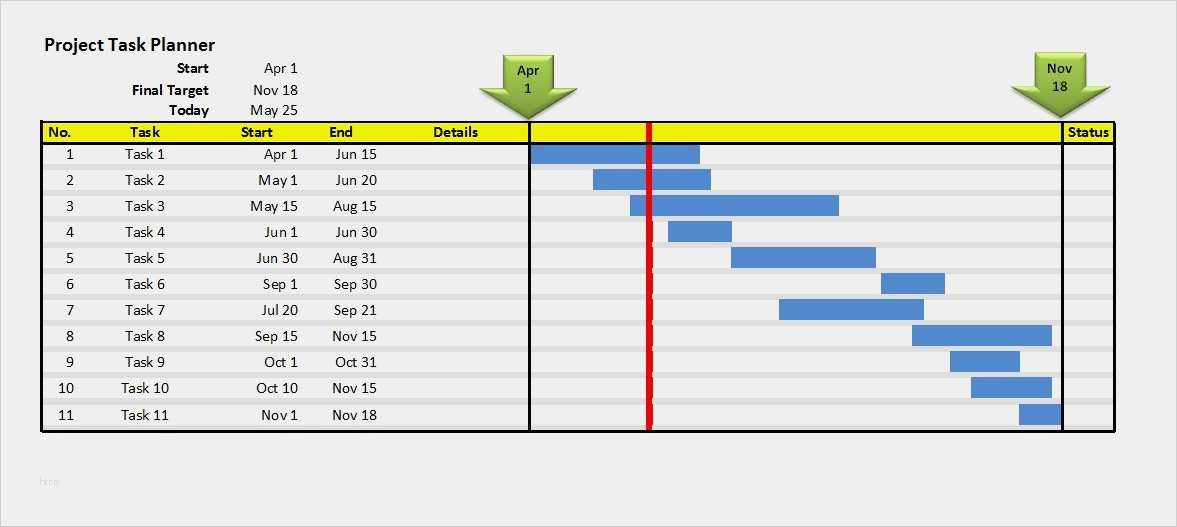 Project Task Planner
Start Apr 1
Final Target Nov 18
Today May 25
Apr
1
Nov
18
No. Task Start End Details Status
1 Task 1 Apr 1 Jun 15
2 Task 2 May 1 Jun 20
3 Task 3 May 15 Aug 15
4 Task 4 Jun 1 Jun 30
5 Task 5 Jun 30 Aug 31
6 Task 6 Sep 1 Sep 30
7 Task 7 Jul 20 Sep 21
8 Task 8 Sep 15 Nov 15
9 Task 9 Oct 1 Oct 31
10 Task 10 Oct 10 Nov 15
11 Task 11 Nov 1 Nov 18